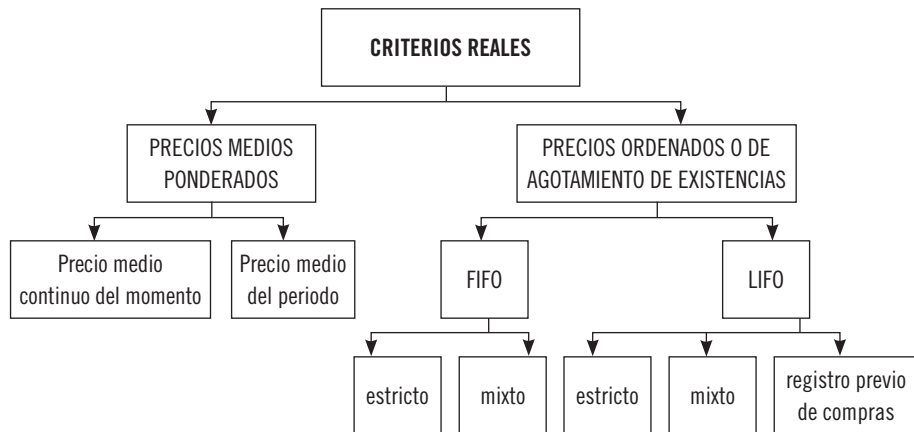 CRITERIOS REALES
PRECIOS MEDIOS
PONDERADOS
PRECIOS ORDENADOS O DE
AGOTAMIENTO DE EXISTENCIAS
Precio medio
continuo del momento
Precio medio
del periodo
FIFO
LIFO
estricto
mixto
estricto
mixto
registro previo
de compras